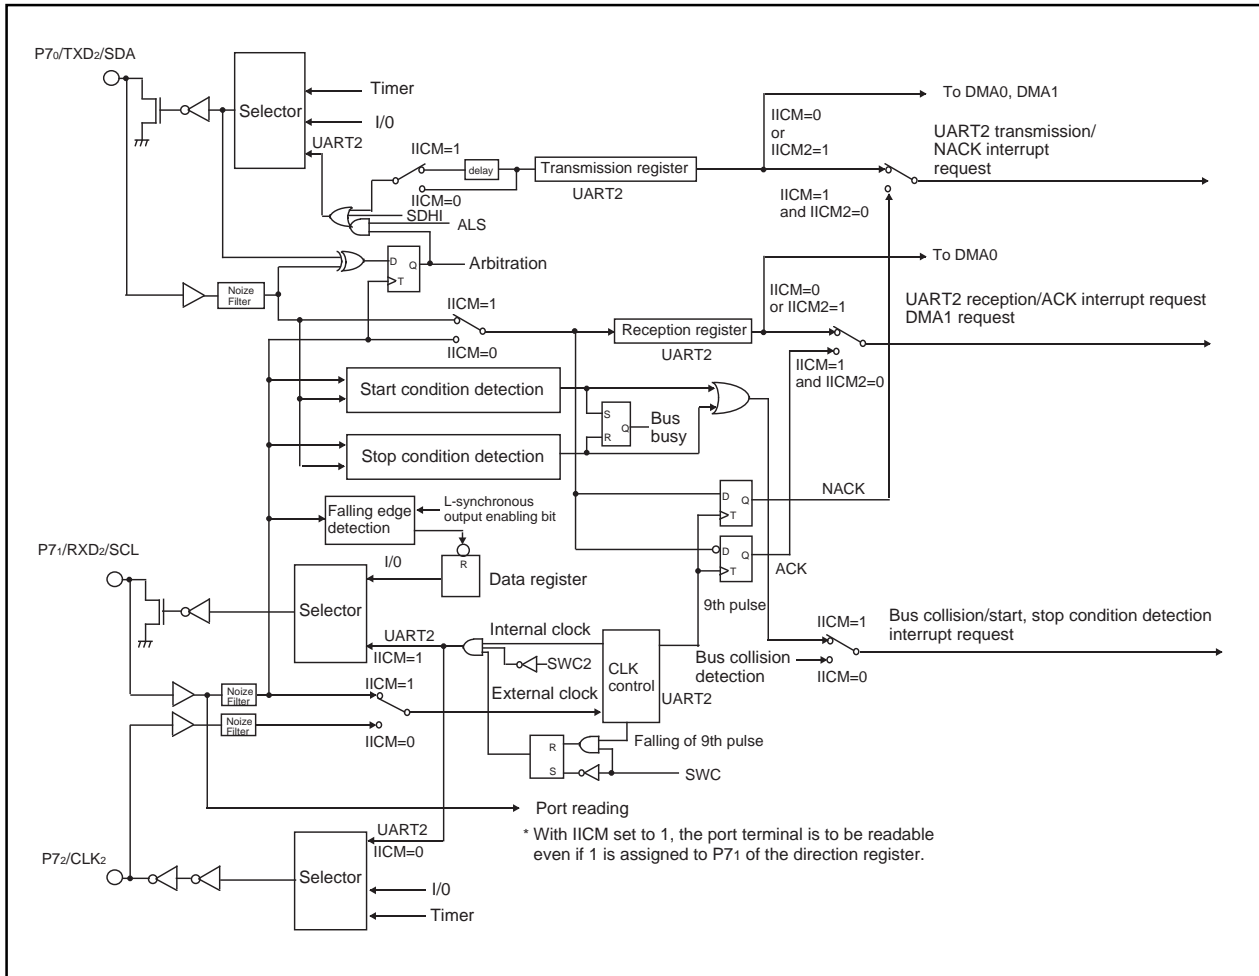 P70/TXD2/SDA
Selector
Timer
I/0
UART2
IICM=1
delay
IICM=0
SDHI
ALS
Transmission register
UART2
IICM=0
or
IICM2=1
To DMA0, DMA1
UART2 transmission/
NACK interrupt
request
IICM=1
and IICM2=0
D
Q
T
Arbitration
Noize
Filter
IICM=1
IICM=0
Reception register
UART2
To DMA0
IICM=0
or IICM2=1
UART2 reception/ACK interrupt request
DMA1 request
IICM=1
and IICM2=0
Start condition detection
S
Q
R
Bus
busy
Stop condition detection
Falling edge
detection
L-synchronous
output enabling bit
D
Q
T
NACK
D
Q
T
ACK
9th pulse
R
Data register
P71/RXD2/SCL
Selector
I/0
UART2
IICM=1
Internal clock
SWC2
External clock
CLK
control
UART2
Bus collision
detection
IICM=1
IICM=0
Bus collision/start, stop condition detection
interrupt request
Noize
Filter
IICM=1
Noize
Filter
IICM=0
R
S
Falling of 9th pulse
SWC
Port reading
* With IICM set to 1, the port terminal is to be readable
even if 1 is assigned to P71 of the direction register.
UART2
IICM=0
P72/CLK2
Selector
I/0
Timer